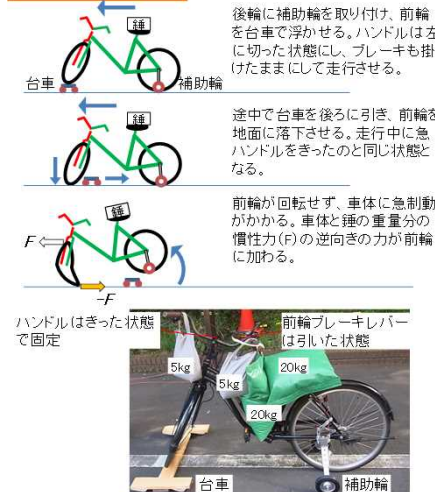 錘
後輪に補助輪を取り付け、前輪
を台車で浮かせる。ハンドルは左
に切った状態にし、ブレーキも掛
けたままにして走行させる。
台車
補助輪
錘
途中で台車を後ろに引き、前輪を
地面に落下させる。走行中に急
ハンドルをきったのと同じ状態と
なる。
錘
F
-F
前輪が回転せず、車体に急制動
がかかる。車体と錘の重量分の
慣性力(F)の逆向きの力が前輪
に加わる。
ハンドルはきった状態
で固定
前輪ブレーキレバー
は引いた状態
5kg
5kg
20kg
20kg
台車
補助輪